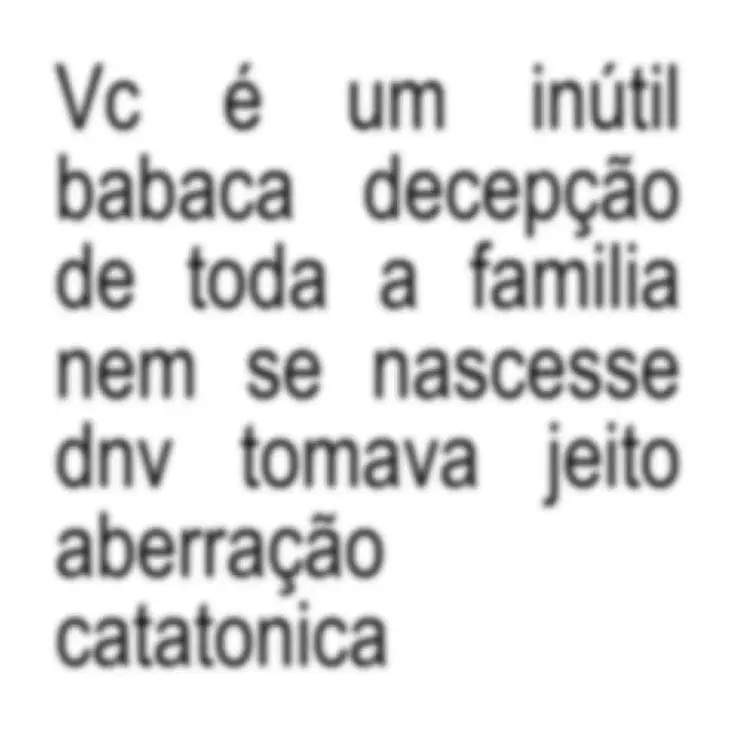 Vc é um inútil
babaca decepção
de toda a familia
nem se nascesse
dnv tomava jeito
aberração
catatonica